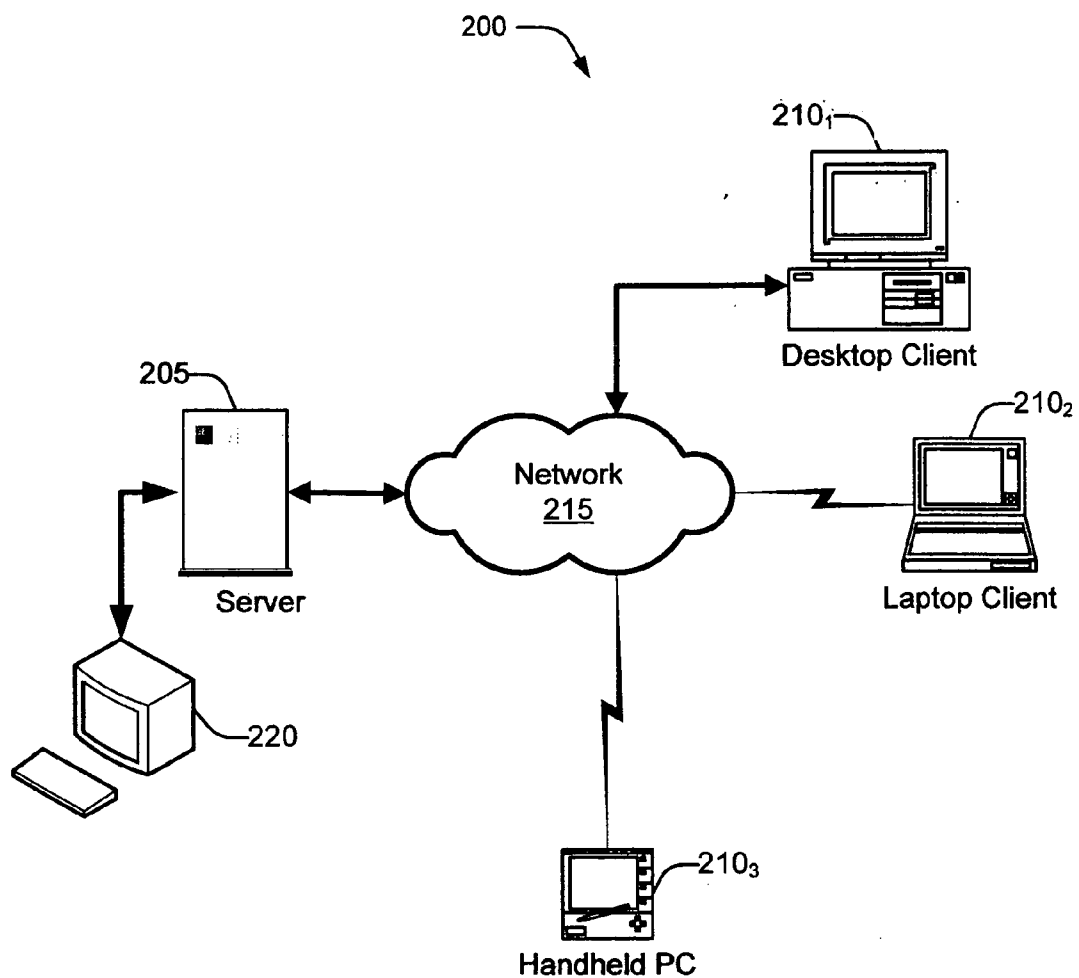 200
210₁
Desktop Client
205
210₂
Network
215
Server
Laptop Client
220
210₃
Handheld PC